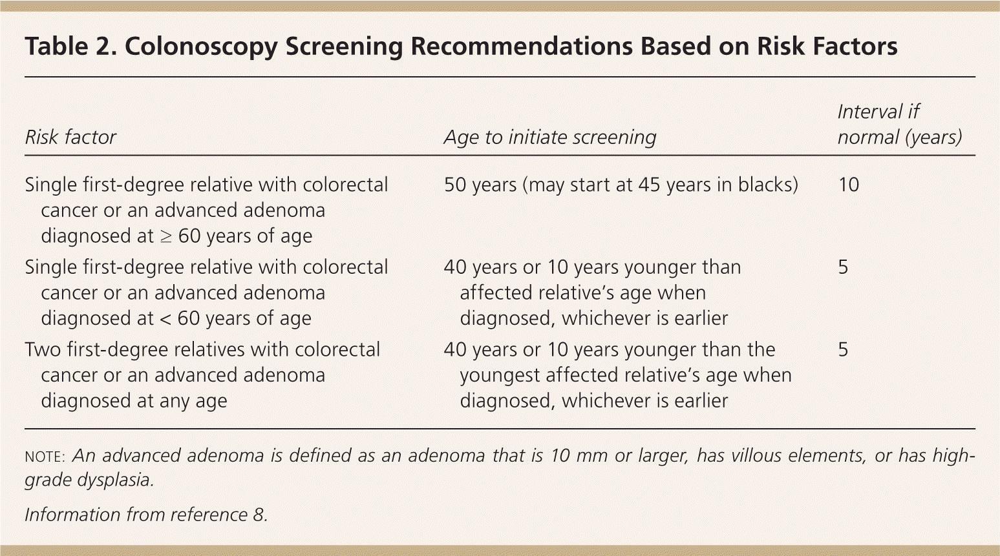 Table 2. Colonoscopy Screening Recommendations Based on Risk Factors
Risk factor
Age to initiate screening
Interval if
normal (years)
Single first-degree relative with colorectal
cancer or an advanced adenoma
diagnosed at ≥ 60 years of age
50 years (may start at 45 years in blacks)
10
Single first-degree relative with colorectal
cancer or an advanced adenoma
diagnosed at < 60 years of age
40 years or 10 years younger than
affected relative’s age when
diagnosed, whichever is earlier
5
Two first-degree relatives with colorectal
cancer or an advanced adenoma
diagnosed at any age
40 years or 10 years younger than the
youngest affected relative’s age when
diagnosed, whichever is earlier
5
NOTE: An advanced adenoma is defined as an adenoma that is 10 mm or larger, has villous elements, or has high-
grade dysplasia.
Information from reference 8.